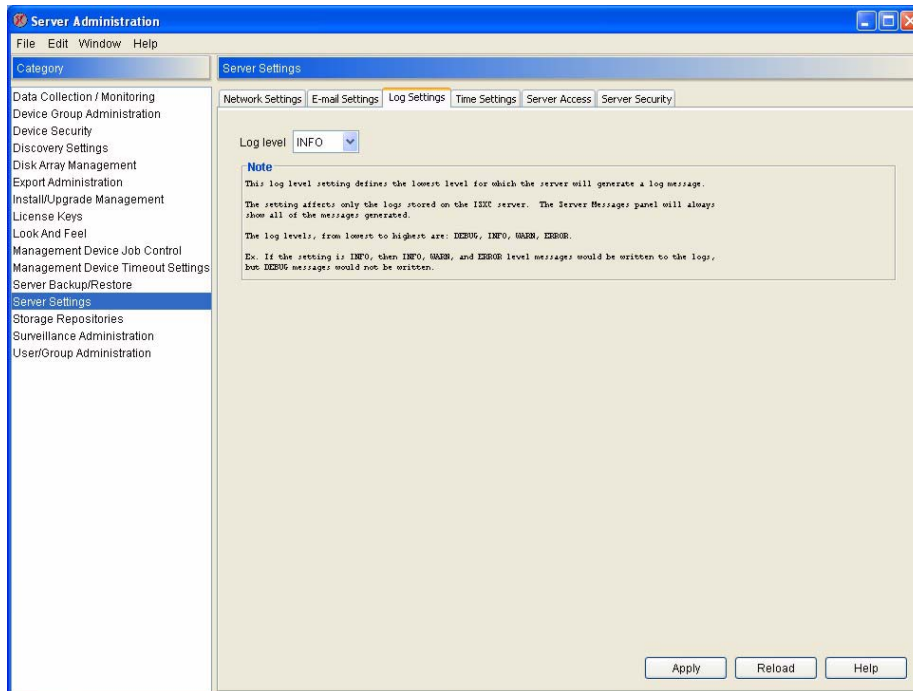 Server Administration
File Edit Window Help
Category
Data Collection / Monitoring
Device Group Administration
Device Security
Discovery Settings
Disk Array Management
Export Administration
Install/Upgrade Management
License Keys
Look And Feel
Management Device Job Control
Management Device Timeout Settings
Server Backup/Restore
Server Settings
Storage Repositories
Surveillance Administration
User/Group Administration
Server Settings
Network Settings E-mail Settings Log Settings Time Settings Server Access Server Security
Log level INFO
Note
This log level setting defines the lowest level for which the server will generate a log message.
The setting affects only the logs stored on the ISXC server. The Server Messages panel will always
show all of the messages generated.
The log levels, from lowest to highest are: DEBUG, INFO, WARN, ERROR.
Ex. If the setting is INFO, then INFO, WARN, and ERROR level messages would be written to the logs,
but DEBUG messages would not be written.
Apply Reload Help